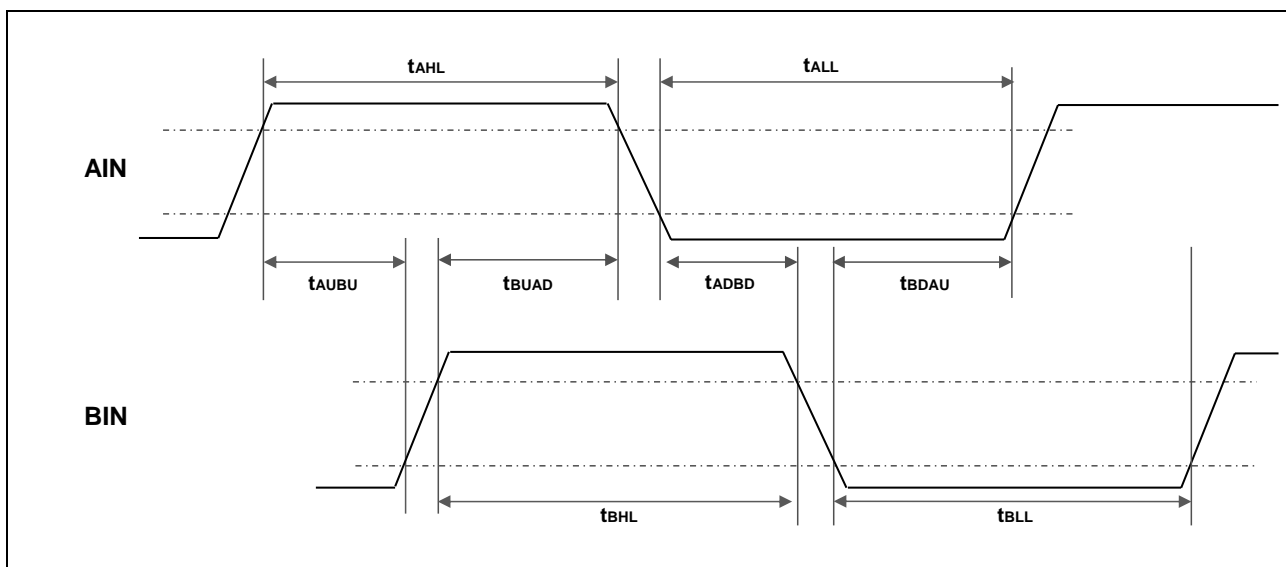 tAHL tALL
AIN
tAUBU tBUAD tADBD tBDAU
BIN
tBHL tBLL